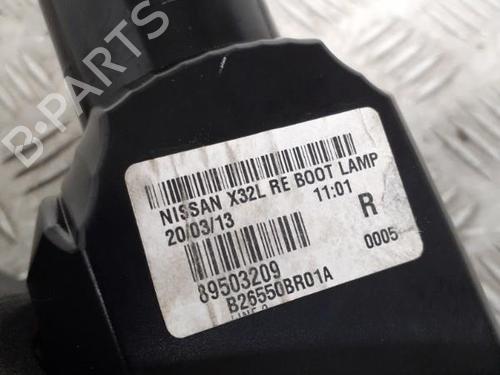 B-PARTS
NISSAN X32L RE BOOT LAMP
20/03/13 11:01
R
89503209 0005
B26550BR01A